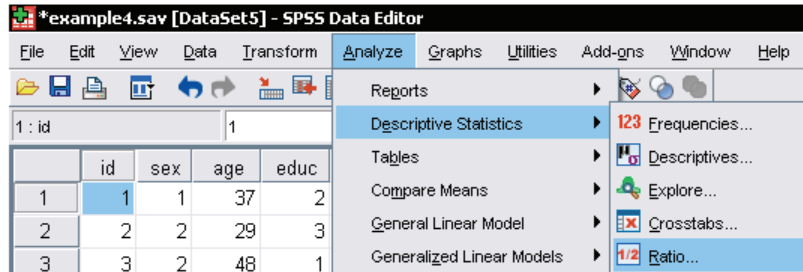 *example4.sav [DataSet5] - SPSS Data Editor
File Edit View Data Transform Analyze Graphs Utilities Add-ons Window Help
Reports
1 : id 1
Descriptive Statistics
123 Frequencies...
Tables
Descriptives...
id sex age educ
Compare Means
Explore...
1 1 1 37 2
General Linear Model
Crosstabs...
2 2 2 29 3
Generalized Linear Models
1/2 Ratio...
3 3 2 48 1